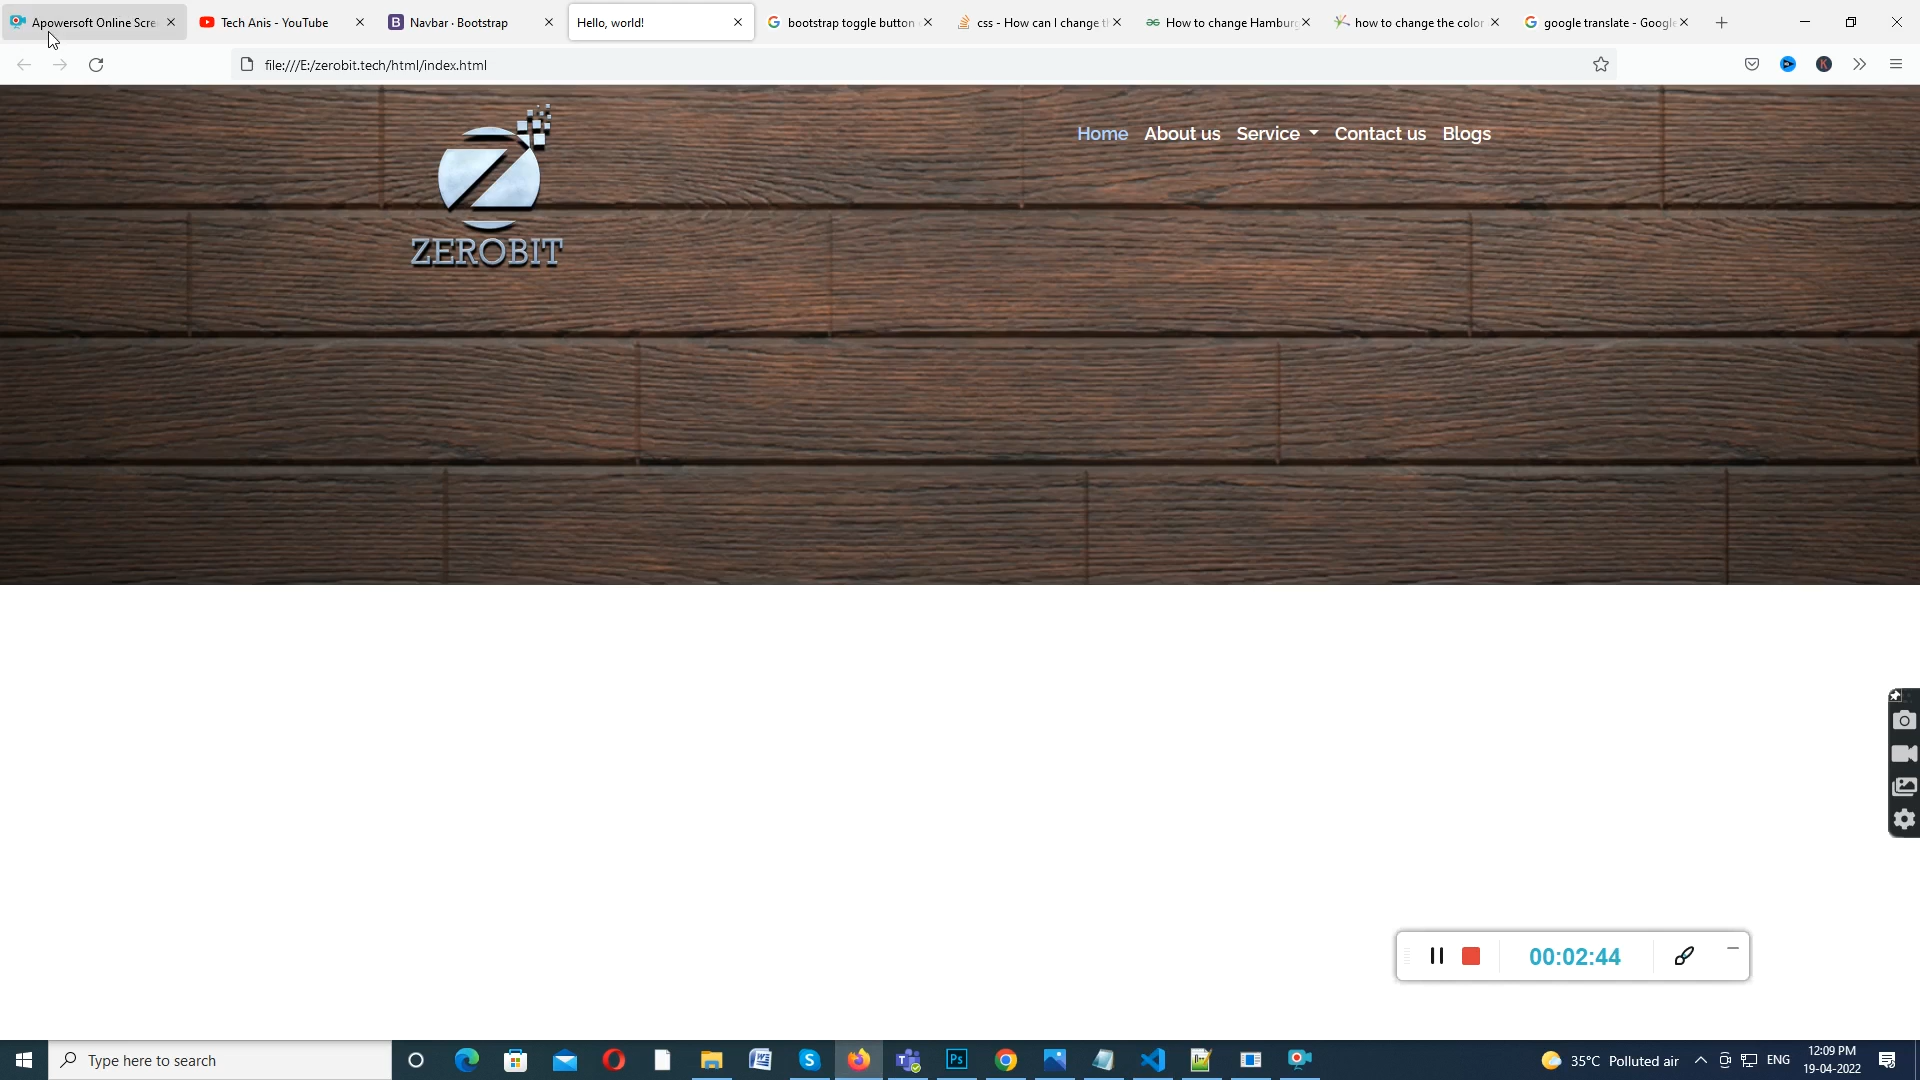 Apowersoft Online Scre
Tech Anis - YouTube
Navbar · Bootstrap
Hello, world!
bootstrap toggle button
css - How can I change t
How to change Hamburg
how to change the color
google translate - Google
file:///E:/zerobit.tech/html/index.html
ZEROBIT
Home About us Service Contact us Blogs
00:02:44
Type here to search
35°C Polluted air
ENG
12:09 PM
19-04-2022